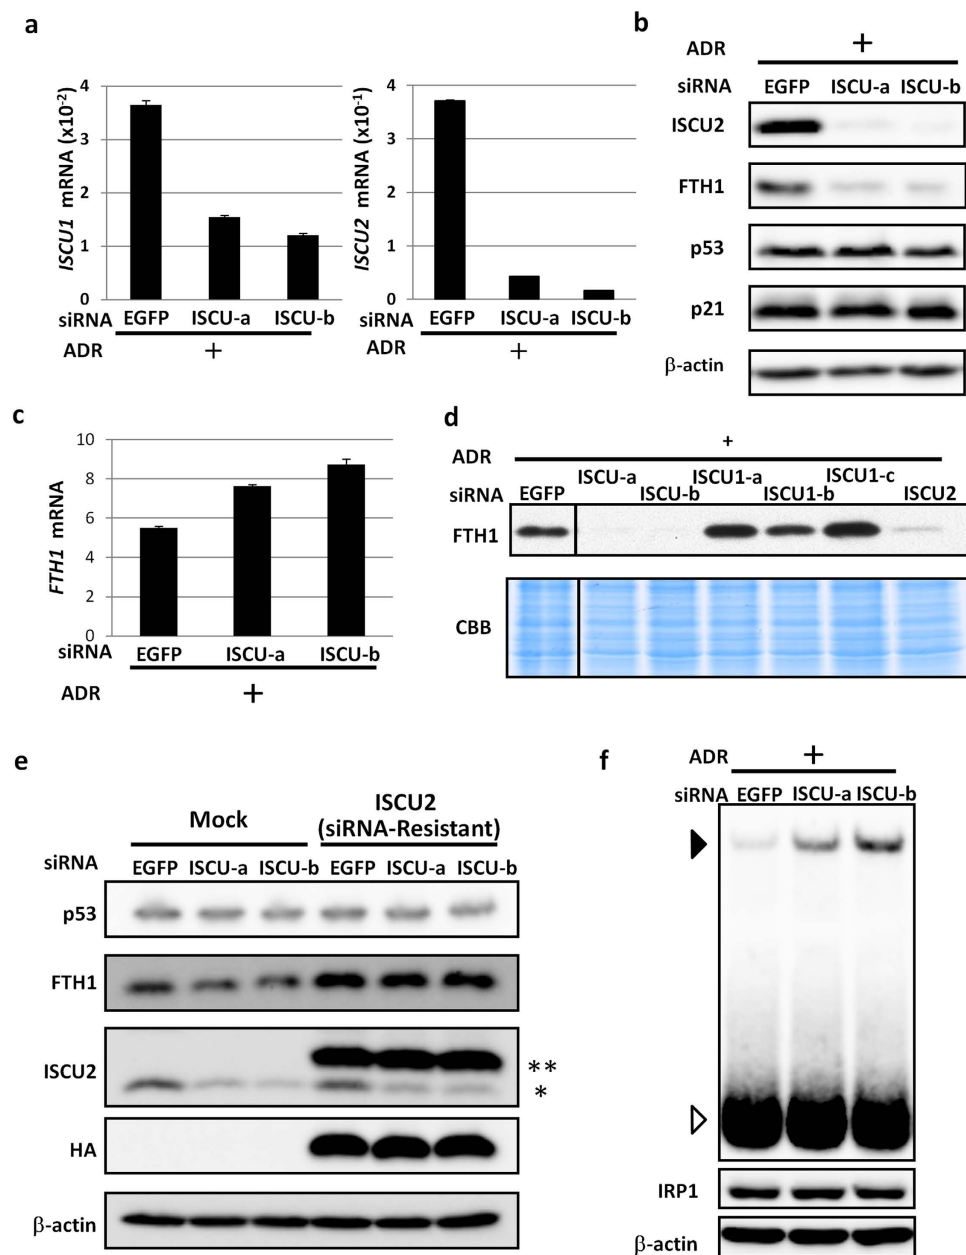 a
ISCU1 mRNA (x10-2)
4
3
2
1
0
siRNA EGFP ISCU-a ISCU-b
ADR +
ISCU2 mRNA (x10-1)
4
3
2
1
0
siRNA EGFP ISCU-a ISCU-b
ADR +
b
ADR +
siRNA EGFP ISCU-a ISCU-b
ISCU2
FTH1
p53
p21
β-actin
c
FTH1 mRNA
10
8
6
4
2
0
siRNA EGFP ISCU-a ISCU-b
ADR +
d
ADR +
siRNA EGFP ISCU-a ISCU-b ISCU1-a ISCU1-b ISCU1-c ISCU2
FTH1
CBB
e
Mock ISCU2
(siRNA-Resistant)
siRNA EGFP ISCU-a ISCU-b EGFP ISCU-a ISCU-b
p53
FTH1
ISCU2
**
*
HA
β-actin
f
ADR +
siRNA EGFP ISCU-a ISCU-b
IRP1
β-actin